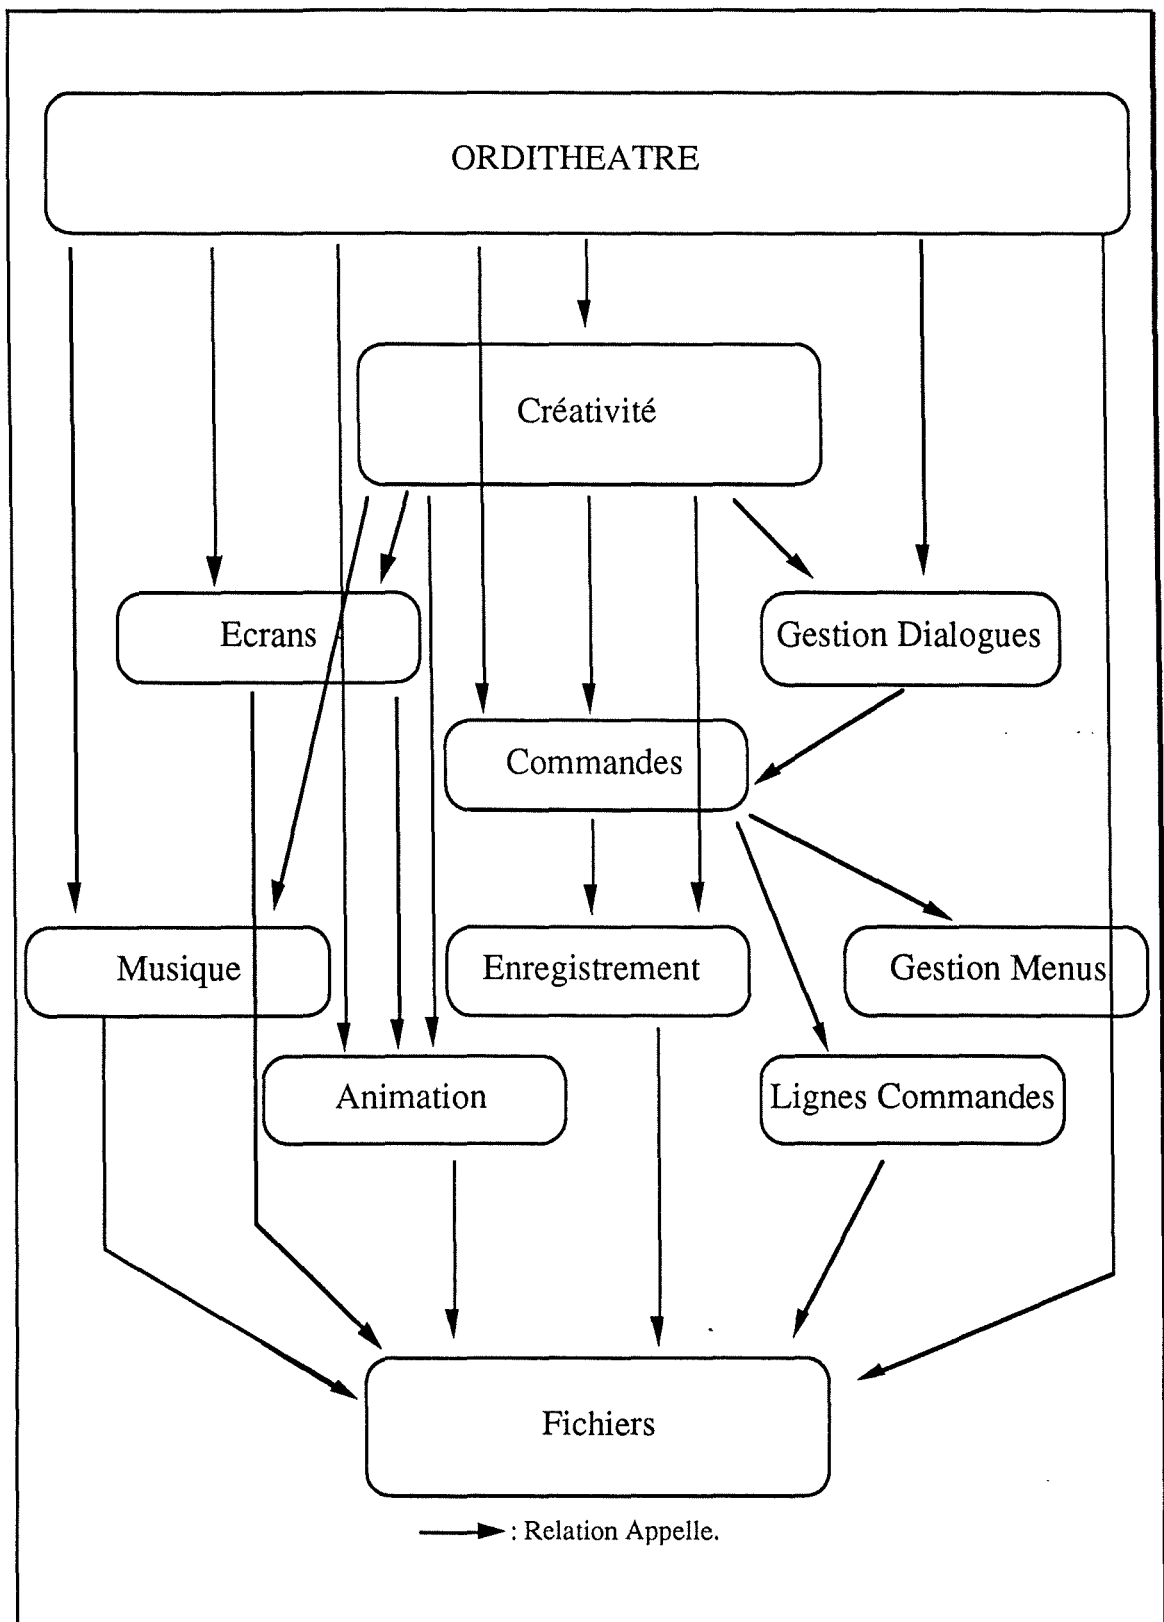 ORDITHEATRE
Créativité
Ecrans
Gestion Dialogues
Commandes
Musique
Enregistrement
Gestion Menus
Animation
Lignes Commandes
Fichiers
: Relation Appelle.